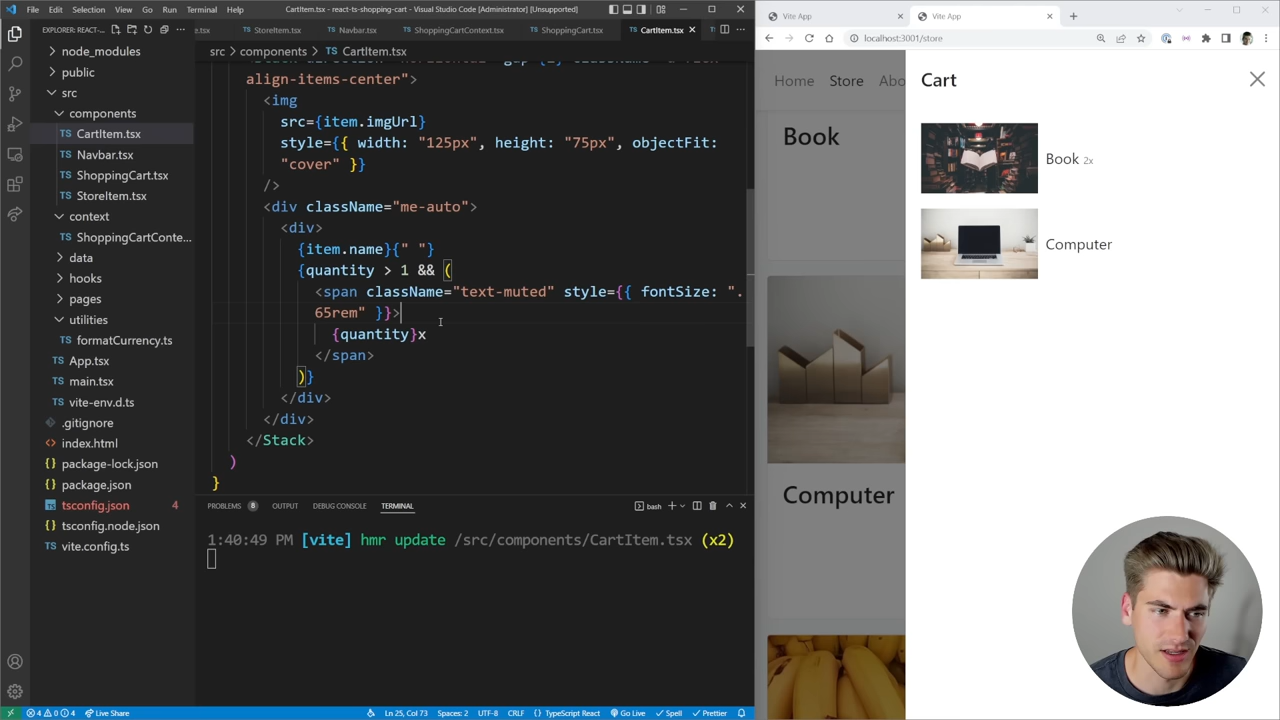 File Edit Selection View Go Run Terminal Help CartItem.tsx - react-ts-shopping-cart - Visual Studio Code [Administrator] [Unsupported]
EXPLORER: REACT-...
e.tsx StoreItem.tsx Navbar.tsx ShoppingCartContext.tsx ShoppingCart.tsx CartItem.tsx
src > components > CartItem.tsx
node_modules
public
src
components
CartItem.tsx
Navbar.tsx
ShoppingCart.tsx
StoreItem.tsx
context
ShoppingCartConte...
data
hooks
pages
utilities
formatCurrency.ts
App.tsx
main.tsx
vite-env.d.ts
.gitignore
index.html
package-lock.json
package.json
tsconfig.json 4
tsconfig.node.json
vite.config.ts
align-items-center">
<img
src={item.imgUrl}
style={{ width: "125px", height: "75px", objectFit:
"cover" }}
/>
<div className="me-auto">
<div>
{item.name}{" "}
{quantity > 1 && (
<span className="text-muted" style={{ fontSize: ".
65rem" }}>
{quantity}x
</span>
)}
</div>
</div>
</Stack>
)
}
PROBLEMS 8 OUTPUT DEBUG CONSOLE TERMINAL bash
1:40:49 PM [vite] hmr update /src/components/CartItem.tsx (x2)
4 0 4 Live Share Ln 25, Col 73 Spaces: 2 UTF-8 CRLF TypeScript React Go Live Spell Prettier
Vite App Vite App
localhost:3001/store
Home Store Abo
Book
Computer
Cart
Book 2x
Computer